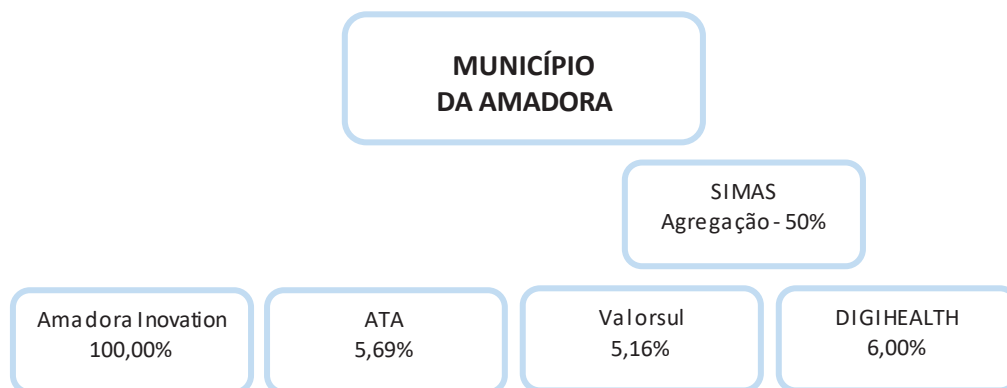 MUNICÍPIO
DA AMADORA
SIMAS
Agregação - 50%
Amadora Inovation
100,00%
ATA
5,69%
Valorsul
5,16%
DIGIHEALTH
6,00%